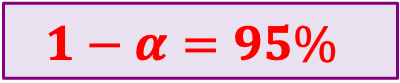 1 − α = 95%